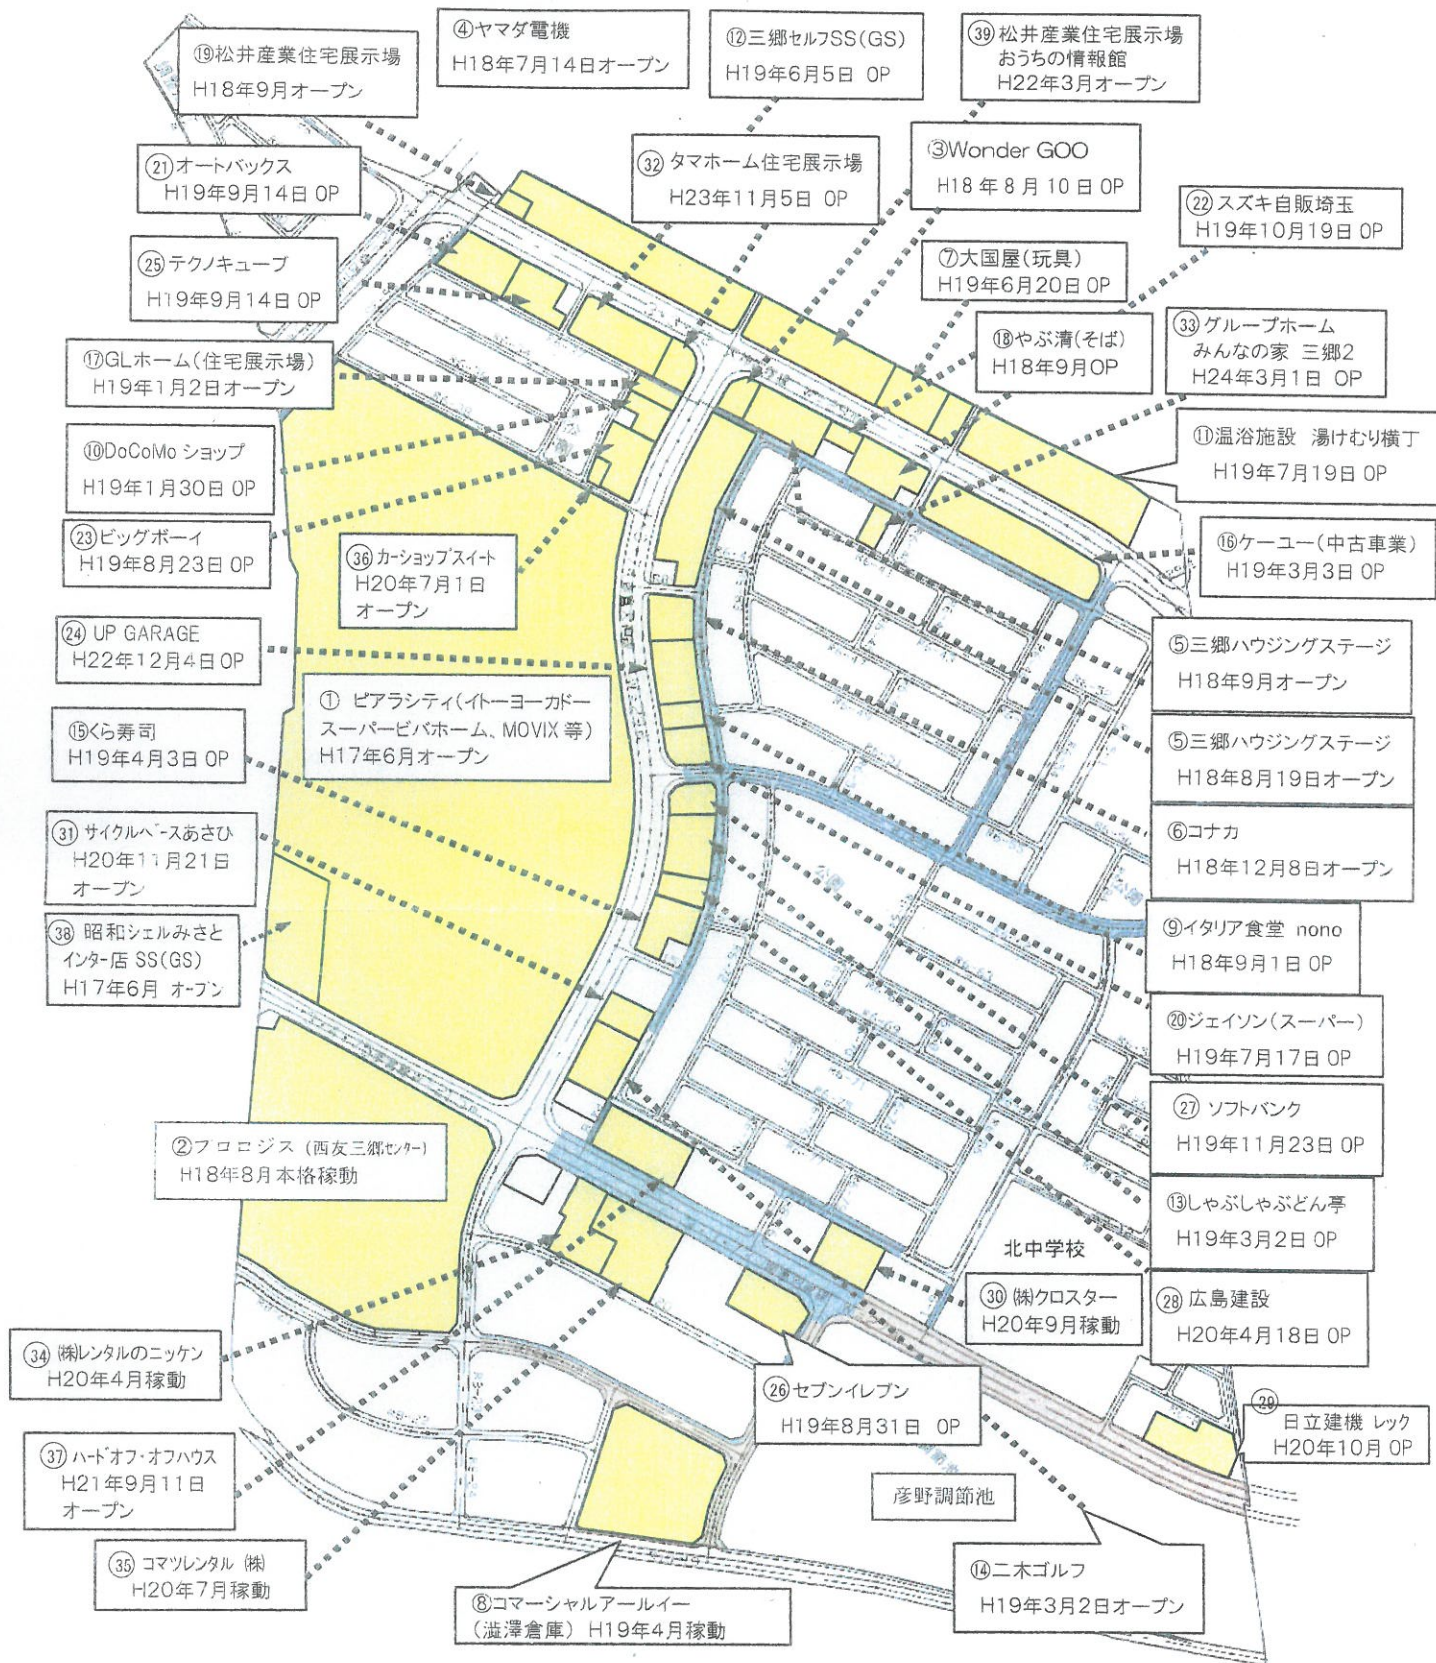 ⑲松井産業住宅展示場
H18年9月オープン
④ヤマダ電機
H18年7月14日オープン
⑫三郷セルフSS(GS)
H19年6月5日 OP
㊴松井産業住宅展示場
おうちの情報館
H22年3月オープン
㉑オートバックス
H19年9月14日 OP
㉜タマホーム住宅展示場
H23年11月5日 OP
③Wonder GOO
H18年8月10日 OP
㉒スズキ自販埼玉
H19年10月19日 OP
㉕テクノキューブ
H19年9月14日 OP
⑦大国屋(玩具)
H19年6月20日 OP
⑱やぶ清(そば)
H18年9月OP
㉝グループホーム
みんなの家 三郷2
H24年3月1日 OP
⑰GLホーム(住宅展示場)
H19年1月2日オープン
⑪温浴施設 湯けむり横丁
H19年7月19日 OP
⑩DoCoMo ショップ
H19年1月30日 OP
㉓ビッグボーイ
H19年8月23日 OP
㊱カーショップスイート
H20年7月1日
オープン
⑯ケーユー(中古車業)
H19年3月3日 OP
㉔UP GARAGE
H22年12月4日 OP
⑤三郷ハウジングステージ
H18年9月オープン
① ピアラシティ(イトーヨーカドー
スーパービバホーム、MOVIX 等)
H17年6月オープン
⑮くら寿司
H19年4月3日 OP
⑤三郷ハウジングステージ
H18年8月19日オープン
㉛サイクルベースあさひ
H20年11月21日
オープン
⑥コナカ
H18年12月8日オープン
公園
公園
㊳昭和シェルみさと
インター店 SS(GS)
H17年6月 オープン
⑨イタリア食堂 nono
H18年9月1日 OP
⑳ジェイソン(スーパー)
H19年7月17日 OP
㉗ソフトバンク
H19年11月23日 OP
②プロロジス (西友三郷センター)
H18年8月本格稼動
⑬しゃぶしゃぶどん亭
H19年3月2日 OP
北中学校
㉚(株)クロスター
H20年9月稼動
㉘広島建設
H20年4月18日 OP
㉞(株)レンタルのニッケン
H20年4月稼動
㉖セブンイレブン
H19年8月31日 OP
㉙
日立建機 レック
H20年10月 OP
㊲ハードオフ・オフハウス
H21年9月11日
オープン
彦野調節池
㉟コマツレンタル (株)
H20年7月稼動
⑭二木ゴルフ
H19年3月2日オープン
⑧コマーシャルアールイー
(澁澤倉庫) H19年4月稼動